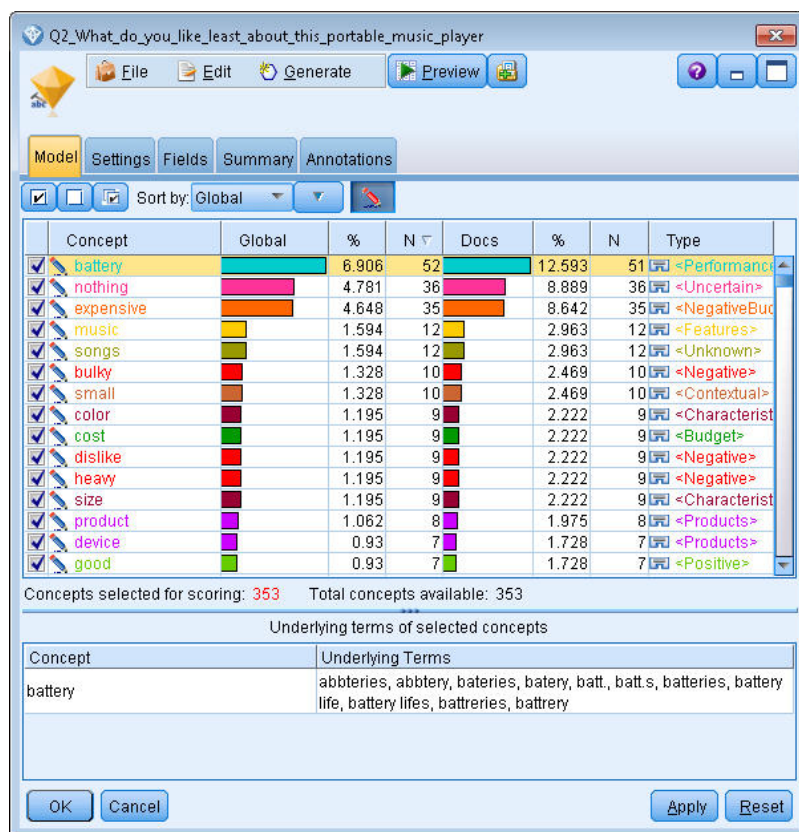 Q2_What_do_you_like_least_about_this_portable_music_player
File Edit Generate Preview
abc
Model Settings Fields Summary Annotations
Sort by: Global
Concept Global % N Docs % N Type
battery 6.906 52 12.593 51 <Performance
nothing 4.781 36 8.889 36 <Uncertain>
expensive 4.648 35 8.642 35 <NegativeBud
music 1.594 12 2.963 12 <Features>
songs 1.594 12 2.963 12 <Unknown>
bulky 1.328 10 2.469 10 <Negative>
small 1.328 10 2.469 10 <Contextual>
color 1.195 9 2.222 9 <Characterist
cost 1.195 9 2.222 9 <Budget>
dislike 1.195 9 2.222 9 <Negative>
heavy 1.195 9 2.222 9 <Negative>
size 1.195 9 2.222 9 <Characterist
product 1.062 8 1.975 8 <Products>
device 0.93 7 1.728 7 <Products>
good 0.93 7 1.728 7 <Positive>
Concepts selected for scoring: 353 Total concepts available: 353
Underlying terms of selected concepts
Concept Underlying Terms
battery abbteries, abbtery, bateries, batery, batt., batt.s, batteries, battery
life, battery lifes, battreries, battrery
OK Cancel Apply Reset